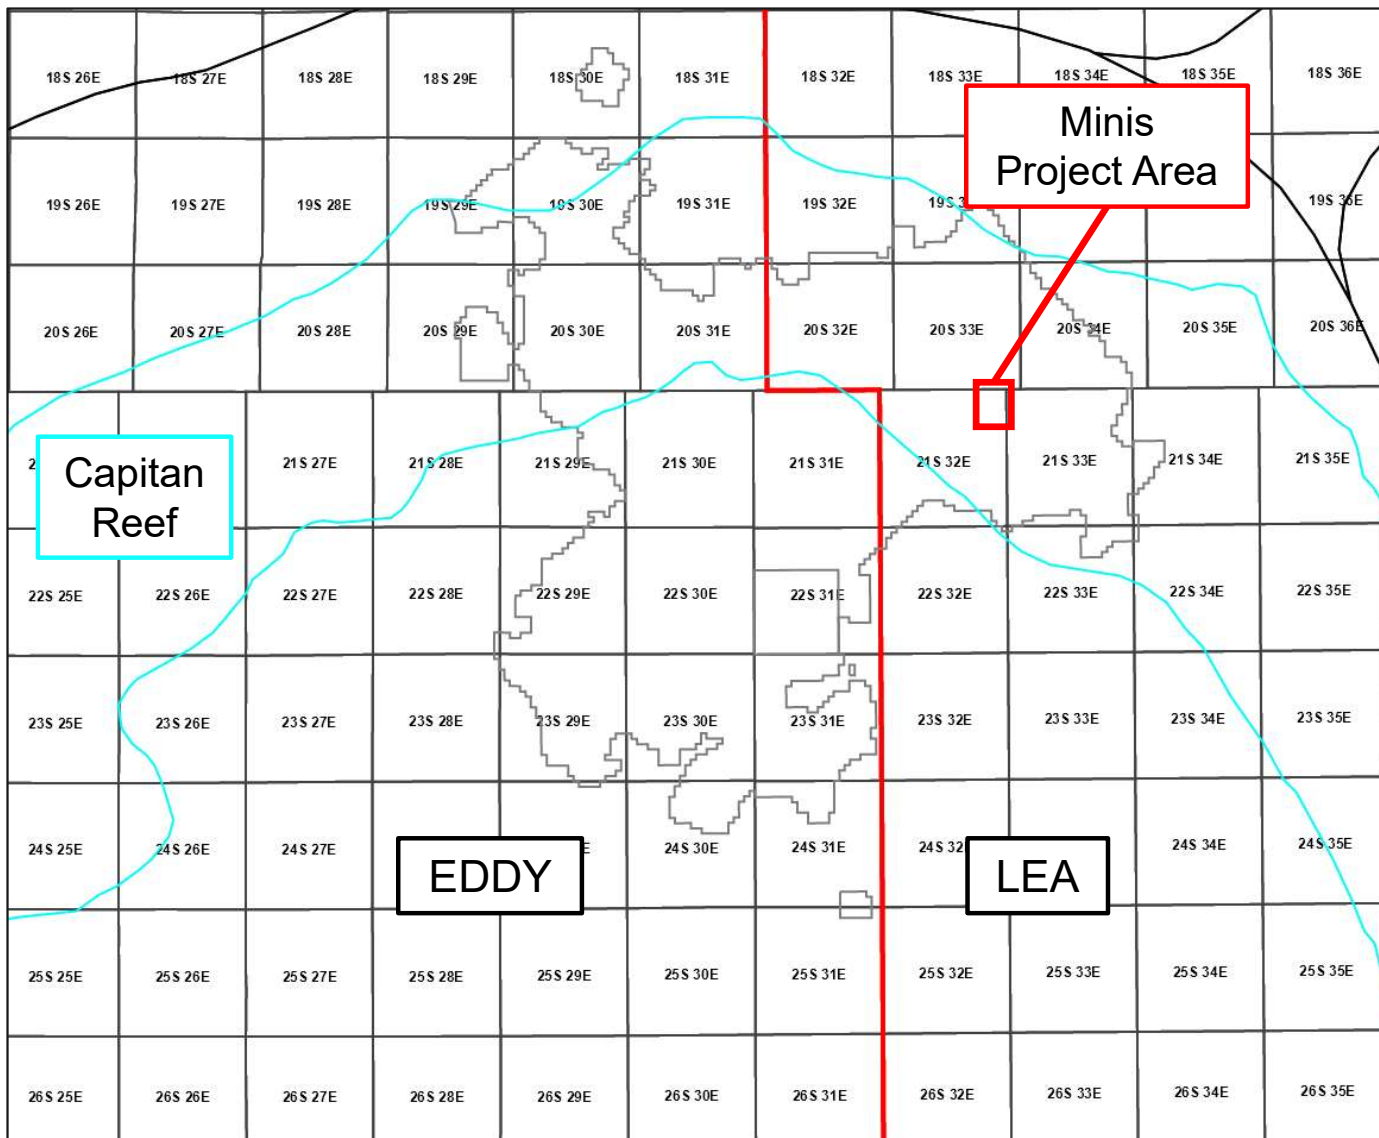 18S 26E
18S 27E
18S 28E
18S 29E
18S 30E
18S 31E
18S 32E
18S 33E
18S 34E
18S 35E
18S 36E
Minis
Project Area
19S 26E
19S 27E
19S 28E
19S 29E
19S 30E
19S 31E
19S 32E
19S 3
19S 36E
20S 26E
20S 27E
20S 28E
20S 29E
20S 30E
20S 31E
20S 32E
20S 33E
20S 34E
20S 35E
20S 36E
Capitan
Reef
2
21S 27E
21S 28E
21S 29E
21S 30E
21S 31E
21S 32E
21S 33E
21S 34E
21S 35E
22S 25E
22S 26E
22S 27E
22S 28E
22S 29E
22S 30E
22S 31E
22S 32E
22S 33E
22S 34E
22S 35E
23S 25E
23S 26E
23S 27E
23S 28E
23S 29E
23S 30E
23S 31E
23S 32E
23S 33E
23S 34E
23S 35E
24S 25E
24S 26E
24S 27E
EDDY
E
24S 30E
24S 31E
24S 32
LEA
24S 34E
24S 35E
25S 25E
25S 26E
25S 27E
25S 28E
25S 29E
25S 30E
25S 31E
25S 32E
25S 33E
25S 34E
25S 35E
26S 25E
26S 26E
26S 27E
26S 28E
26S 29E
26S 30E
26S 31E
26S 32E
26S 33E
26S 34E
26S 35E